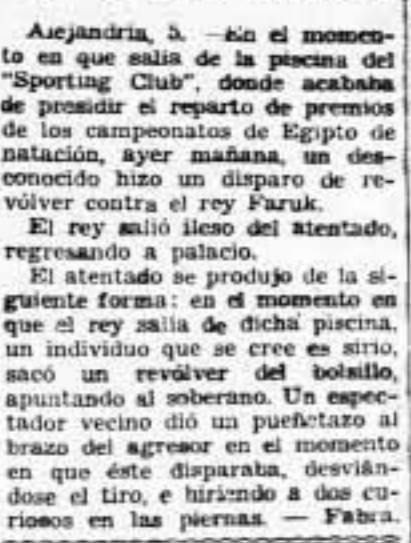 Alejandría, 5. —En el momen-
to en que salía de la piscina del
"Sporting Club", donde acababa
de presidir el reparto de premios
de los campeonatos de Egipto de
natación, ayer mañana, un des-
conocido hizo un disparo de re-
vólver contra el rey Faruk.
El rey salió ileso del atentado,
regresando a palacio.
El atentado se produjo de la si-
guiente forma: en el momento en
que el rey salía de dicha piscina,
un individuo que se cree es sirio,
sacó un revólver del bolsillo,
apuntando al soberano. Un espec-
tador vecino dió un puñetazo al
brazo del agresor en el momento
en que éste disparaba, desvián-
dose el tiro, e hiriendo a dos cu-
riosos en las piernas. — Fabra.